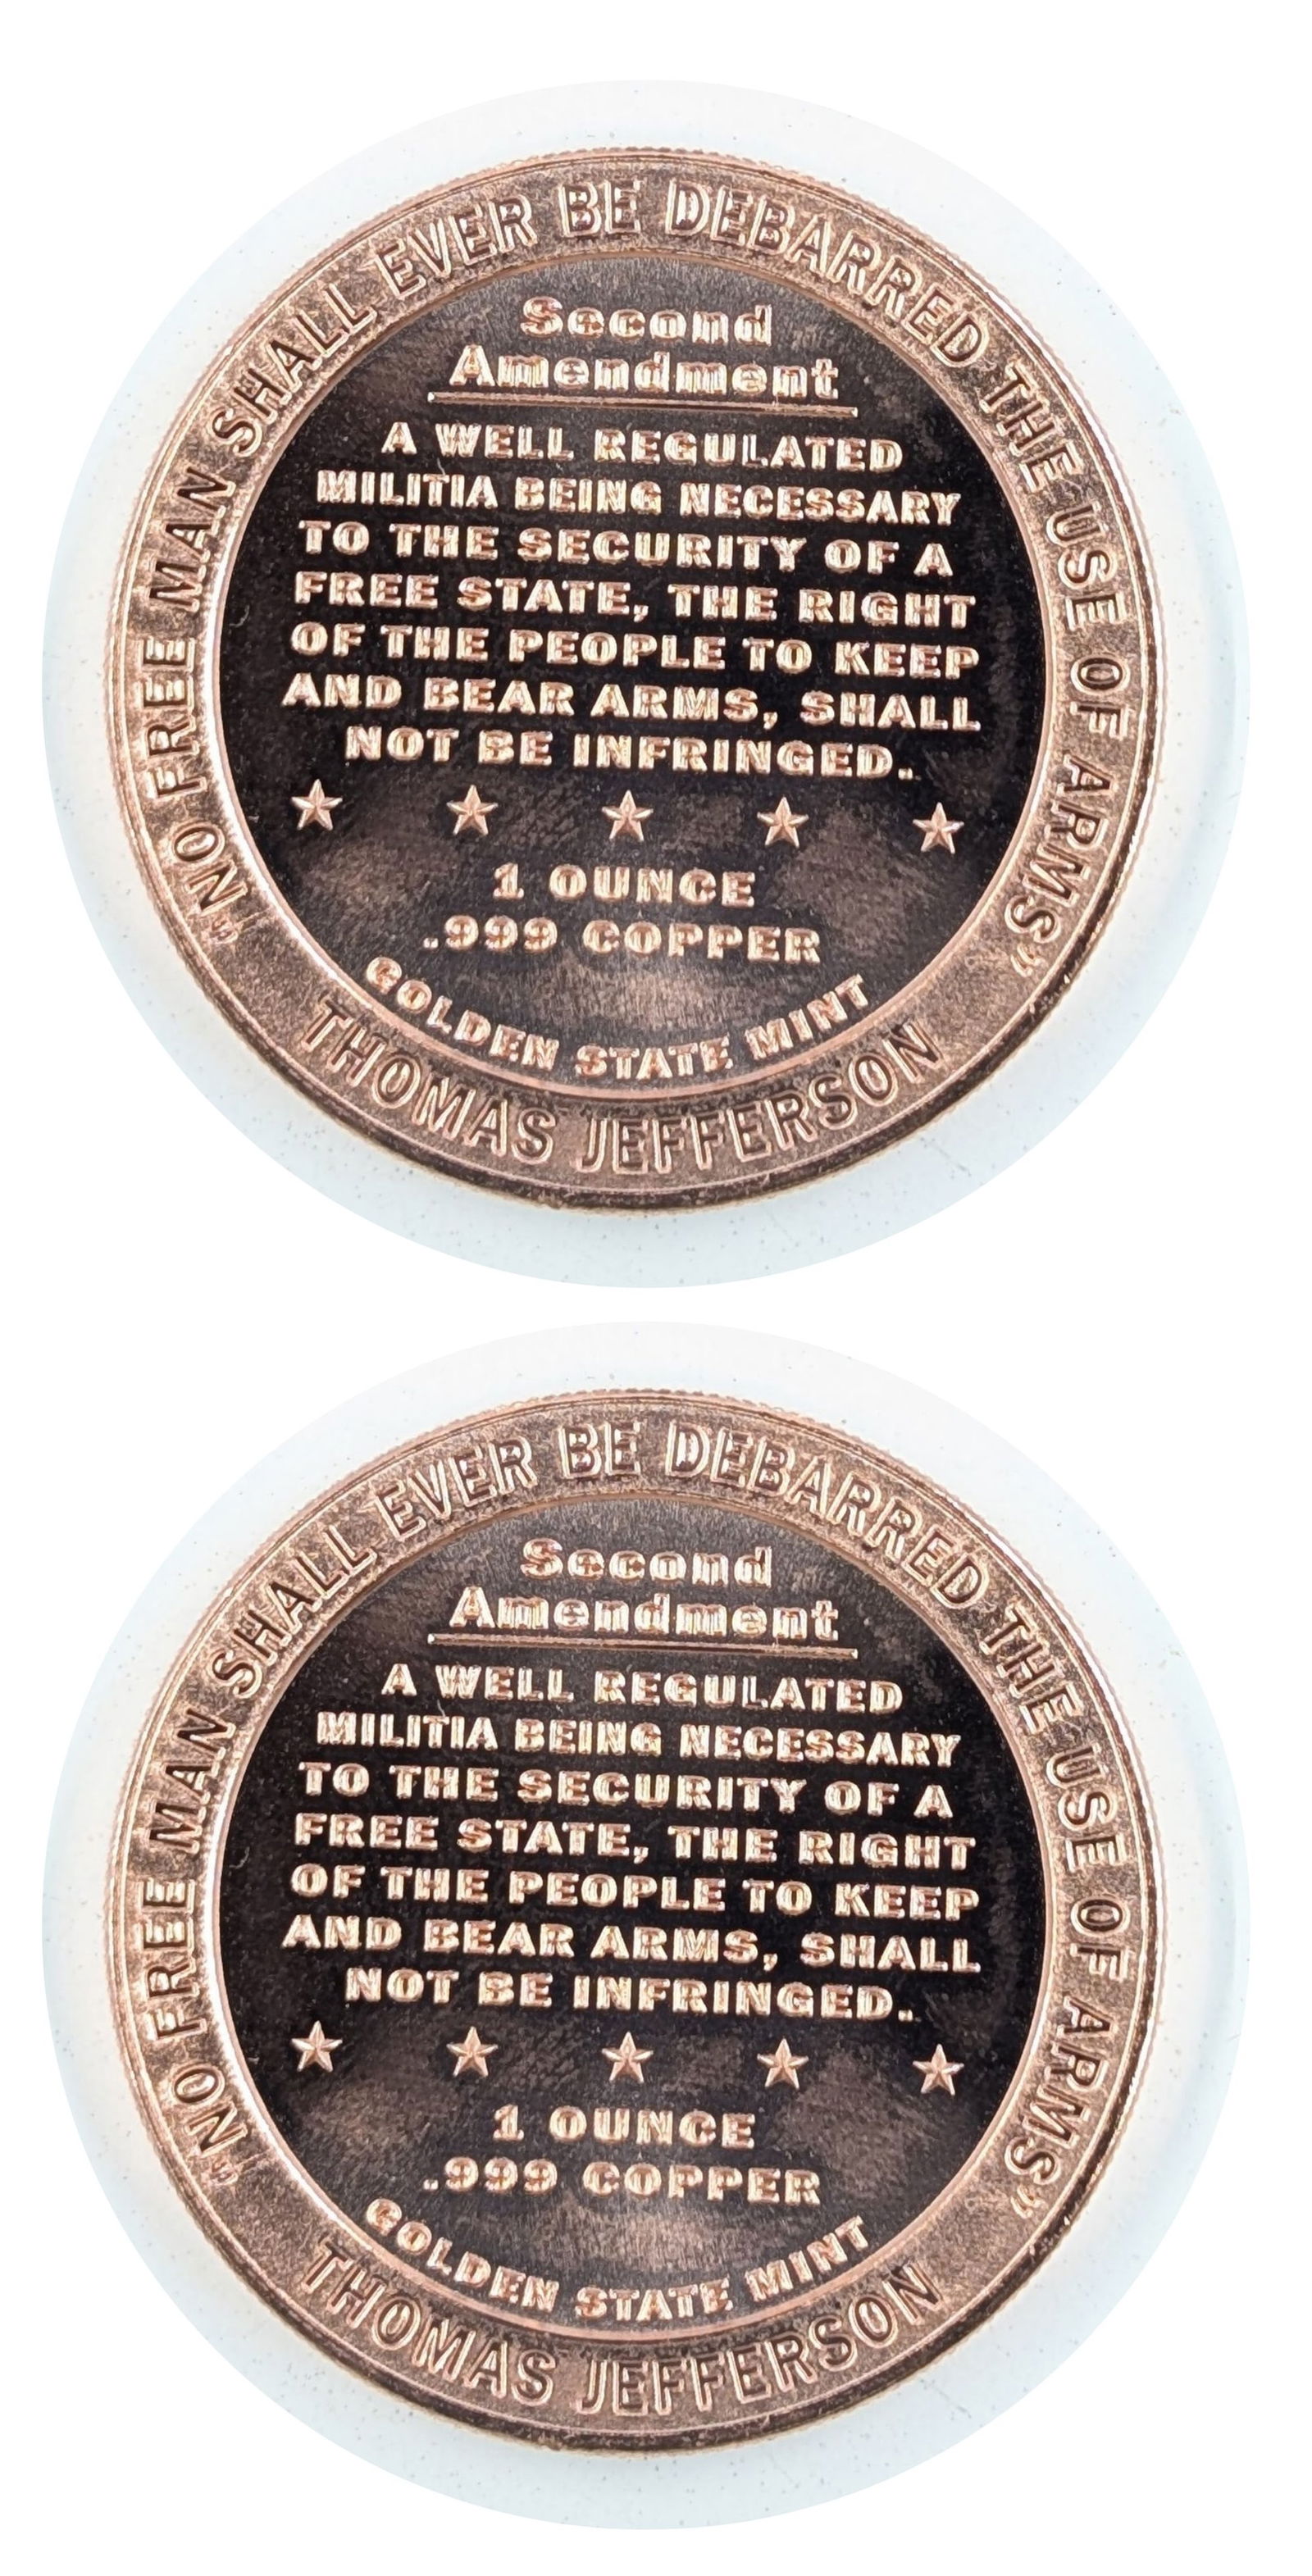 "NO FREE MAN SHALL EVER BE DEBARRED THE USE OF ARMS"
Second
Amendment
A WELL REGULATED
MILITIA BEING NECESSARY
TO THE SECURITY OF A
FREE STATE, THE RIGHT
OF THE PEOPLE TO KEEP
AND BEAR ARMS, SHALL
NOT BE INFRINGED.
1 OUNCE
.999 COPPER
GOLDEN STATE MINT
THOMAS JEFFERSON
"NO FREE MAN SHALL EVER BE DEBARRED THE USE OF ARMS"
Second
Amendment
A WELL REGULATED
MILITIA BEING NECESSARY
TO THE SECURITY OF A
FREE STATE, THE RIGHT
OF THE PEOPLE TO KEEP
AND BEAR ARMS, SHALL
NOT BE INFRINGED.
1 OUNCE
.999 COPPER
GOLDEN STATE MINT
THOMAS JEFFERSON